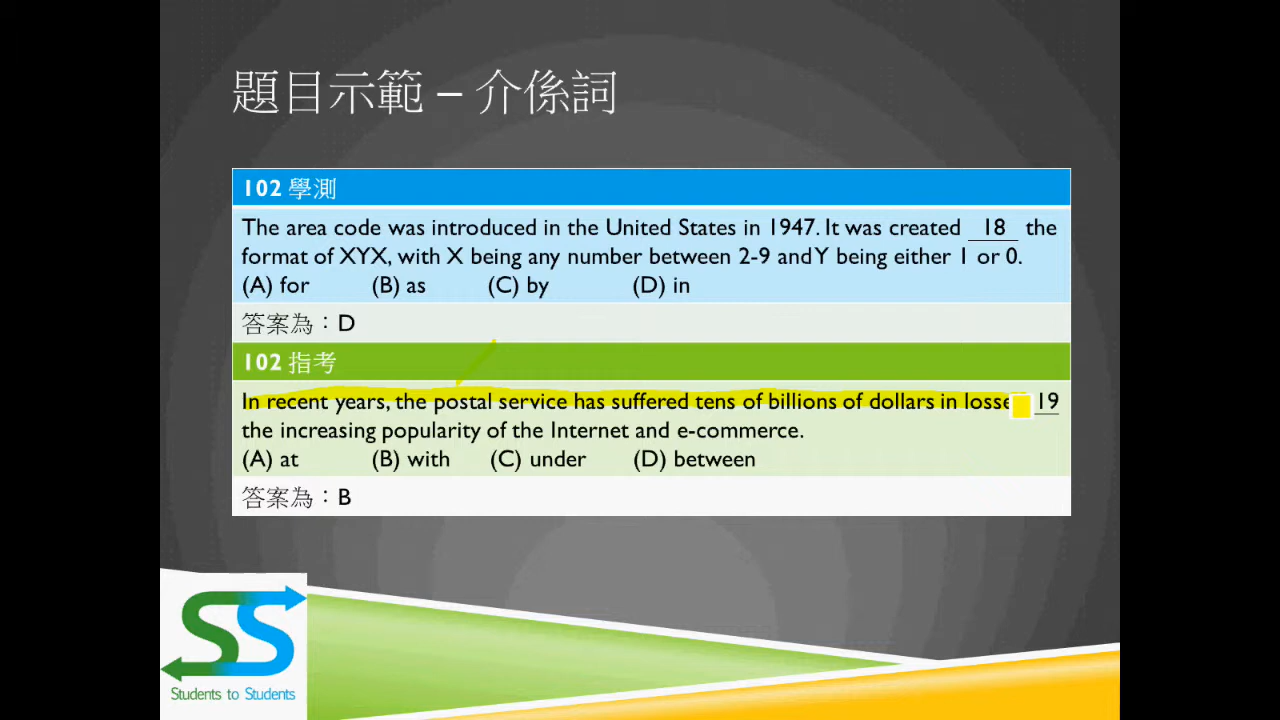 題目示範 – 介係詞
102 學測
The area code was introduced in the United States in 1947. It was created 18 the
format of XYX, with X being any number between 2-9 and Y being either 1 or 0.
(A) for (B) as (C) by (D) in
答案為：D
102 指考
In recent years, the postal service has suffered tens of billions of dollars in losse 19
the increasing popularity of the Internet and e-commerce.
(A) at (B) with (C) under (D) between
答案為：B
SS
Students to Students